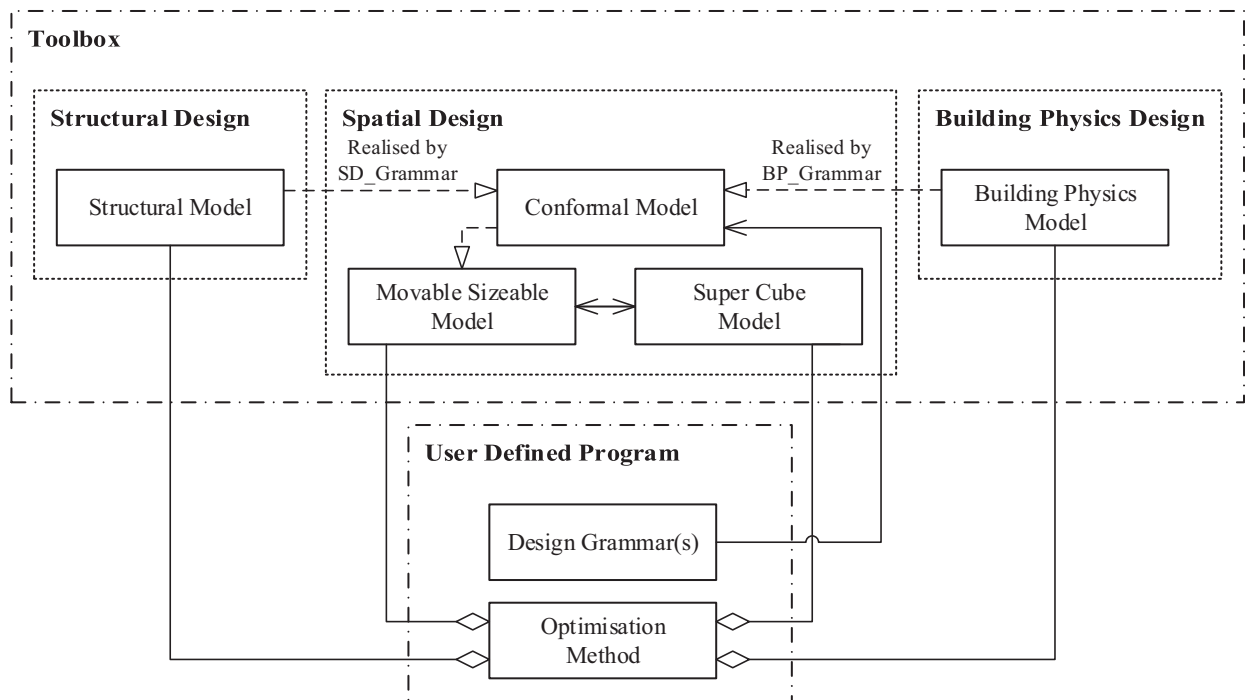 Toolbox
Structural Design
Structural Model
Spatial Design
Realised by
SD_Grammar
Realised by
BP_Grammar
Conformal Model
Movable Sizeable
Model
Super Cube
Model
Building Physics Design
Building Physics
Model
User Defined Program
Design Grammar(s)
Optimisation
Method